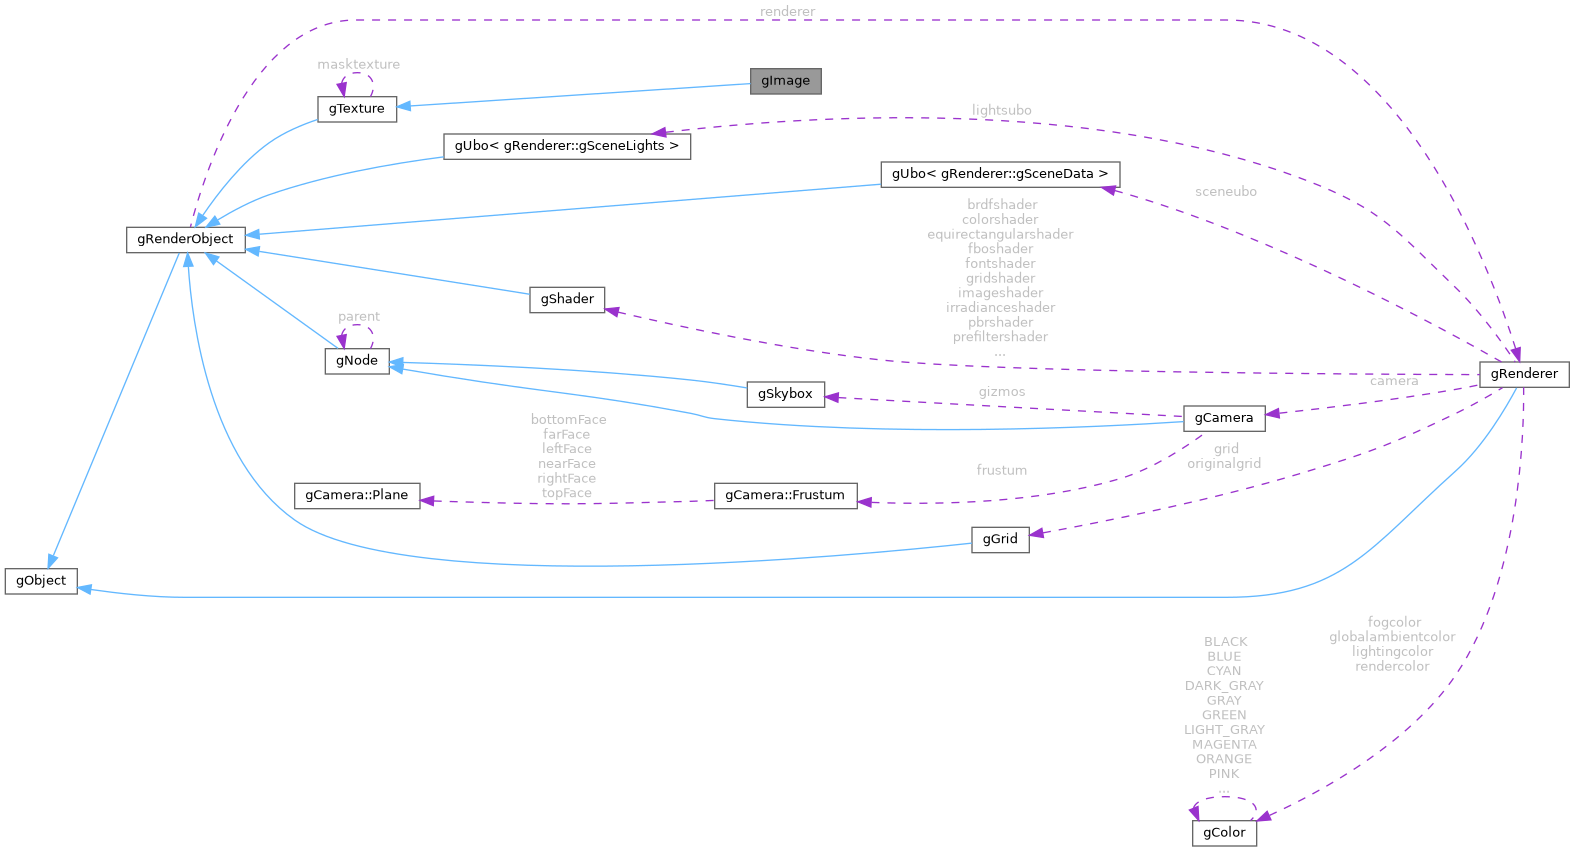 renderer
masktexture
gImage
gTexture
lightsubo
gUbo< gRenderer::gSceneLights >
gUbo< gRenderer::gSceneData >
sceneubo
brdfshader
colorshader
equirectangularshader
fboshader
fontshader
gridshader
imageshader
irradianceshader
pbrshader
prefiltershader
...
gRenderObject
gShader
parent
gNode
gRenderer
camera
gSkybox
gizmos
gCamera
bottomFace
farFace
leftFace
nearFace
rightFace
topFace
grid
originalgrid
frustum
gCamera::Plane
gCamera::Frustum
gGrid
gObject
fogcolor
globalambientcolor
lightingcolor
rendercolor
BLACK
BLUE
CYAN
DARK_GRAY
GRAY
GREEN
LIGHT_GRAY
MAGENTA
ORANGE
PINK
...
gColor